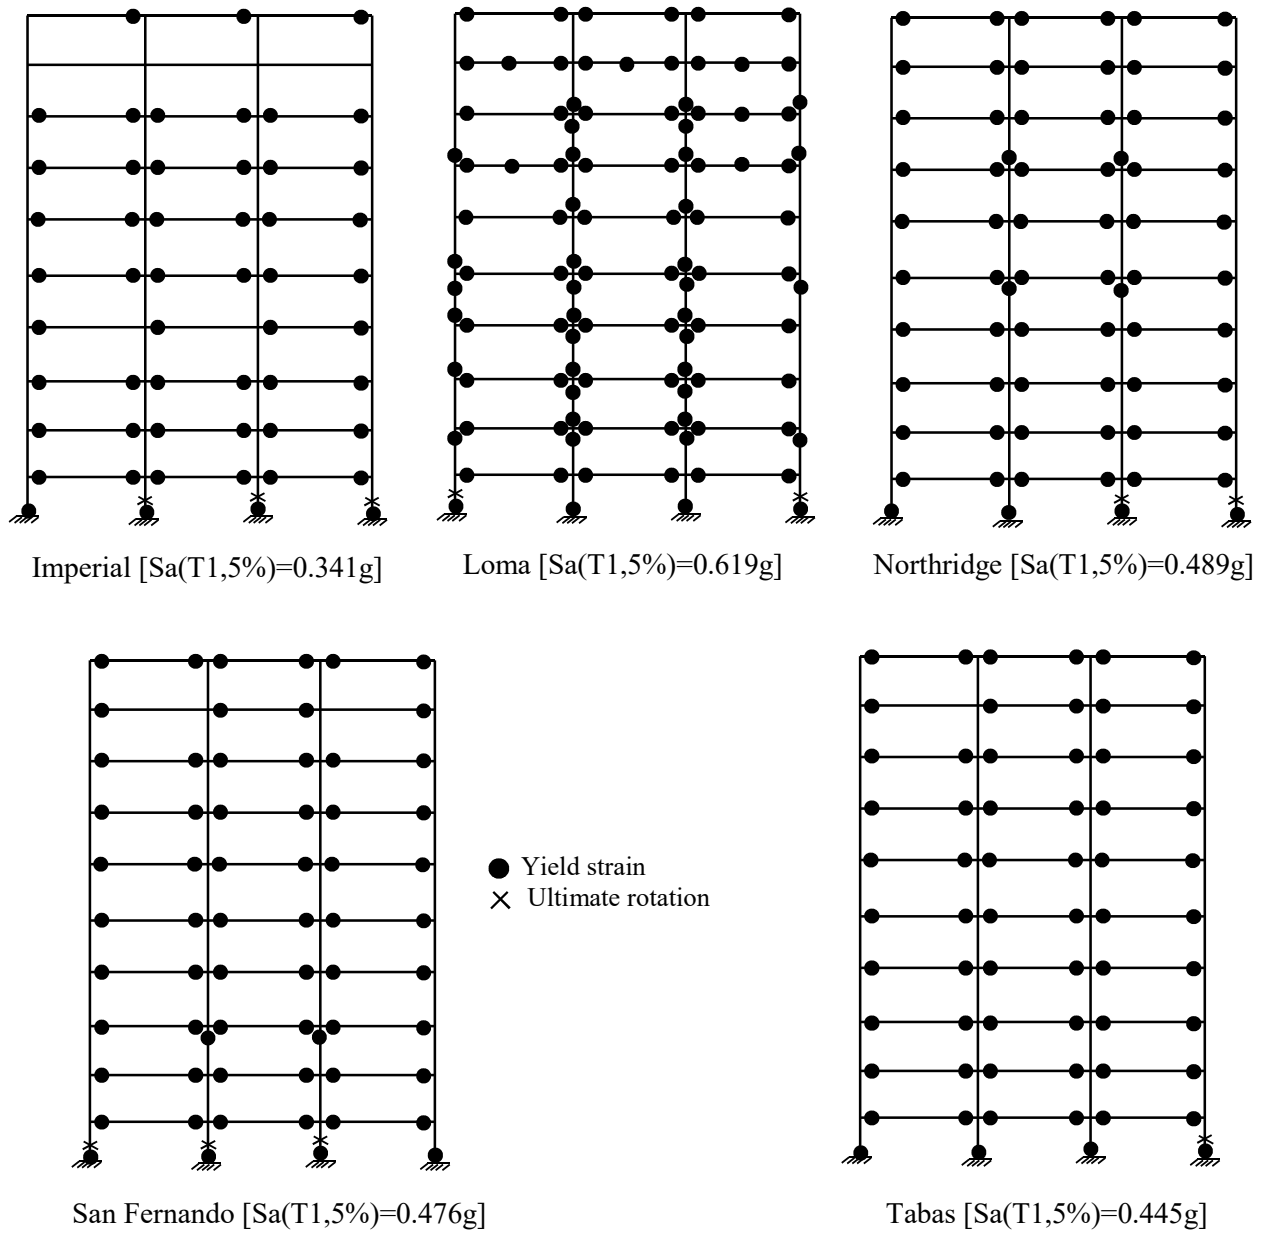 Imperial [Sa(T1,5%)=0.341g]
Loma [Sa(T1,5%)=0.619g]
Northridge [Sa(T1,5%)=0.489g]
Yield strain
Ultimate rotation
San Fernando [Sa(T1,5%)=0.476g]
Tabas [Sa(T1,5%)=0.445g]